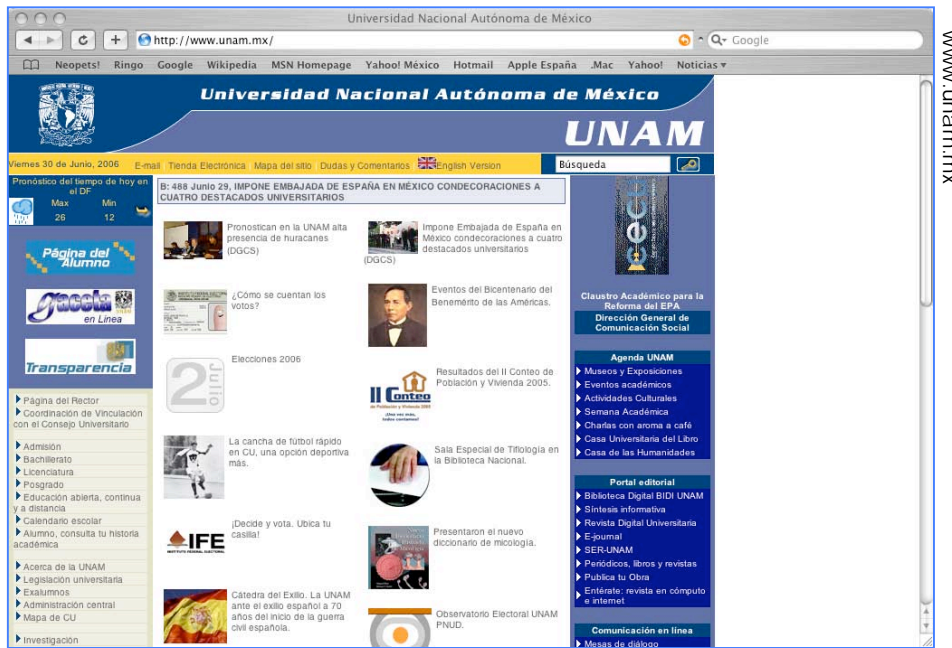 Universidad Nacional Autónoma de México
http://www.unam.mx/
Google
Neopets! Ringo Google Wikipedia MSN Homepage Yahoo! México Hotmail Apple España .Mac Yahoo! Noticias
www.unam.mx
Universidad Nacional Autónoma de México
UNAM
Viernes 30 de Junio, 2006
E-mail Tienda Electrónica Mapa del sitio Dudas y Comentarios English Version
Búsqueda
Pronóstico del tiempo de hoy en
el DF
Max Min
26 12
Página del
Alumno
gaceta
en Línea
Transparencia
Página del Rector
Coordinación de Vinculación
con el Consejo Universitario
Admisión
Bachillerato
Licenciatura
Posgrado
Educación abierta, continua
y a distancia
Calendario escolar
Alumno, consulta tu historia
académica
Acerca de la UNAM
Legislación universitaria
Exalumnos
Administración central
Mapa de CU
Investigación
B: 488 Junio 29, IMPONE EMBAJADA DE ESPAÑA EN MÉXICO CONDECORACIONES A
CUATRO DESTACADOS UNIVERSITARIOS
Pronostican en la UNAM alta
presencia de huracanes
(DGCS)
Impone Embajada de España en
México condecoraciones a cuatro
destacados universitarios
(DGCS)
¿Cómo se cuentan los
votos?
Eventos del Bicentenario del
Benemérito de las Américas.
2 Julio
Elecciones 2006
II Conteo
de Población y Vivienda 2005
Resultados del II Conteo de
Población y Vivienda 2005.
La cancha de fútbol rápido
en CU, una opción deportiva
más.
Sala Especial de Tiflología en
la Biblioteca Nacional.
IFE
INSTITUTO FEDERAL ELECTORAL
¡Decide y vota. Ubica tu
casilla!
Presentaron el nuevo
diccionario de micología.
Cátedra del Exilio. La UNAM
ante el exilio español a 70
años del inicio de la guerra
civil española.
Observatorio Electoral UNAM
PNUD.
Claustro Académico para la
Reforma del EPA
Dirección General de
Comunicación Social
Agenda UNAM
Museos y Exposiciones
Eventos académicos
Actividades Culturales
Semana Académica
Charlas con aroma a café
Casa Universitaria del Libro
Casa de las Humanidades
Portal editorial
Biblioteca Digital BIDI UNAM
Síntesis informativa
Revista Digital Universitaria
E-journal
SER-UNAM
Periódicos, libros y revistas
Publica tu Obra
Entérate: revista en cómputo
e internet
Comunicación en línea
Mesas de diálogo